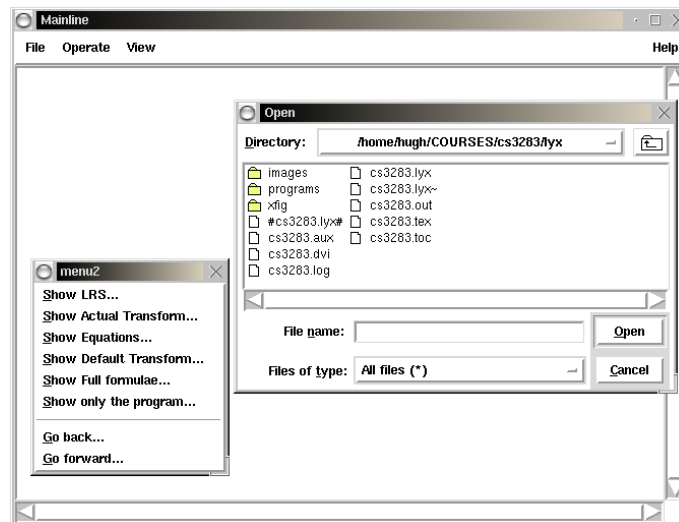 Mainline
File Operate View Help
Open
Directory: /home/hugh/COURSES/cs3283/lyx
images
programs
xfig
#cs3283.lyx#
cs3283.aux
cs3283.dvi
cs3283.log
cs3283.lyx
cs3283.lyx~
cs3283.out
cs3283.tex
cs3283.toc
File name: Open
Files of type: All files (*) Cancel
menu2
Show LRS...
Show Actual Transform...
Show Equations...
Show Default Transform...
Show Full formulae...
Show only the program...
Go back...
Go forward...